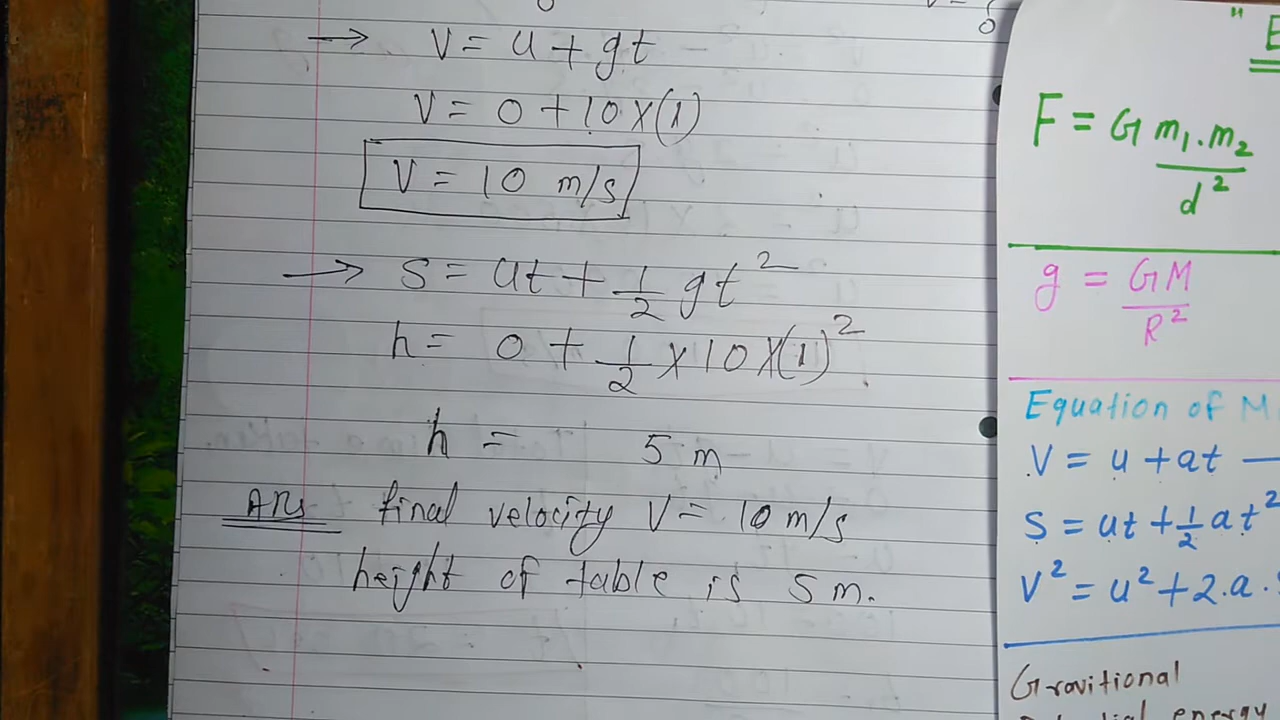 → V = u + gt
V = 0 + 10 × (1)
V = 10 m/s
→ S = ut + 1/2 gt²
h = 0 + 1/2 × 10 × (1)²
h = 5 m
Ans final velocity V = 10 m/s
height of table is 5 m.
"
F = G m₁.m₂ / d²
g = GM / R²
Equation of M
V = u + at —
S = ut + 1/2 at²
V² = u² + 2.a.
Gravitional
energy